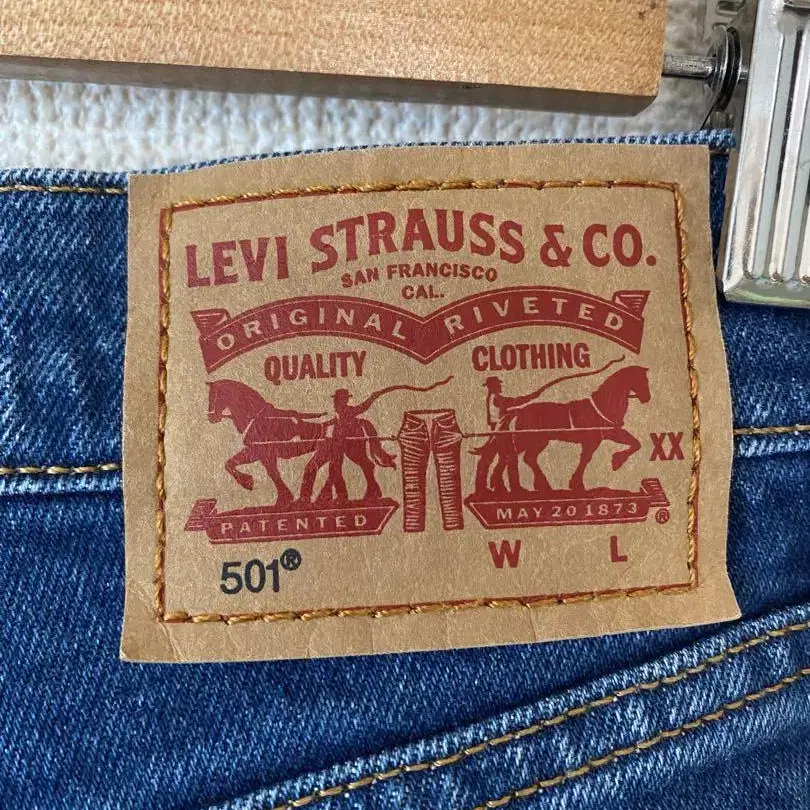 LEVI STRAUSS & CO.
SAN FRANCISCO
CAL.
ORIGINAL RIVETED
QUALITY CLOTHING
XX
PATENTED MAY 20 1873 ®
501® W L